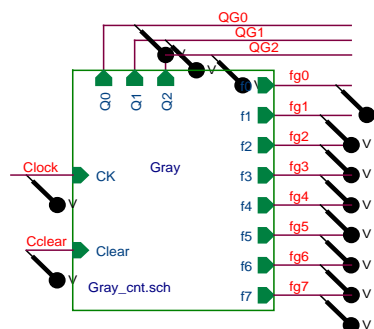 QG0
QG1
QG2
V
V
Q0 Q1 Q2 f0 V fg0
f1 fg1 V
f2 fg2 V
Clock CK Gray f3 fg3 V
V f4 fg4 V
Cclear Clear f5 fg5 V
V f6 fg6 V
Gray_cnt.sch f7 fg7 V
V